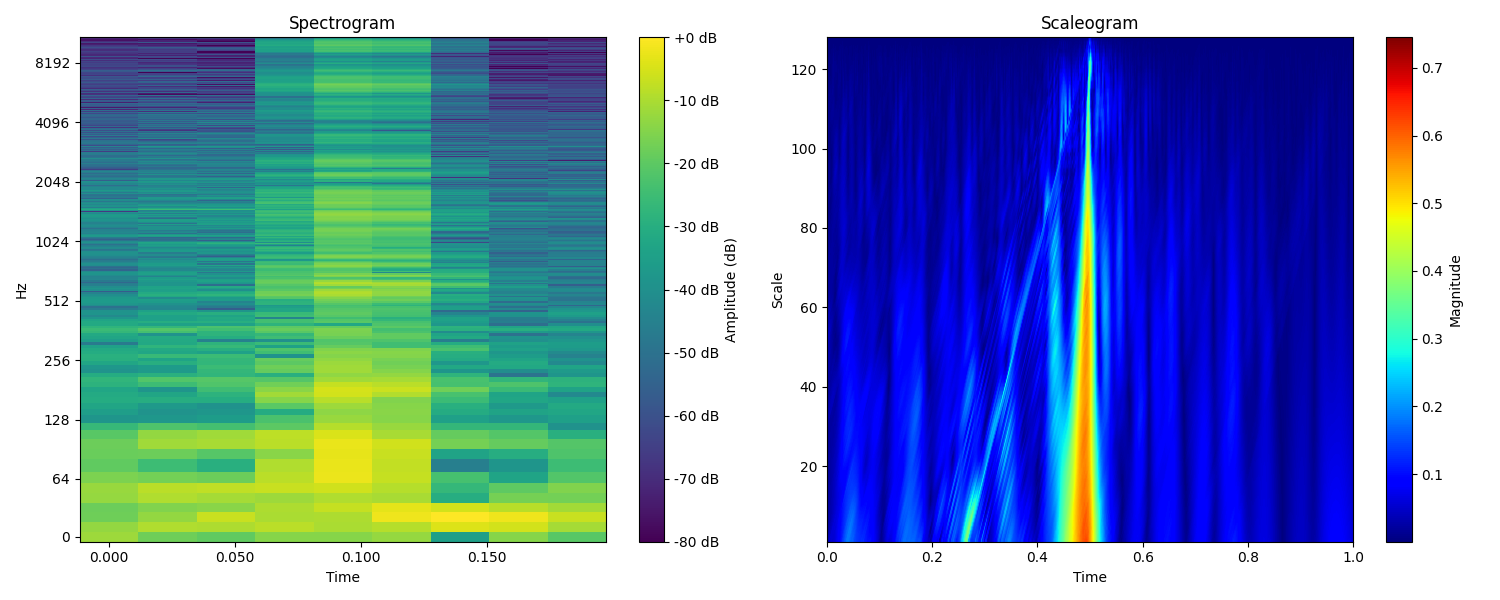 Spectrogram
Hz
8192
4096
2048
1024
512
256
128
64
0
0.000
0.050
0.100
0.150
Time
+0 dB
-10 dB
-20 dB
-30 dB
-40 dB
-50 dB
-60 dB
-70 dB
-80 dB
Amplitude (dB)
Scaleogram
Scale
120
100
80
60
40
20
0.0
0.2
0.4
0.6
0.8
1.0
Time
0.7
0.6
0.5
0.4
0.3
0.2
0.1
Magnitude